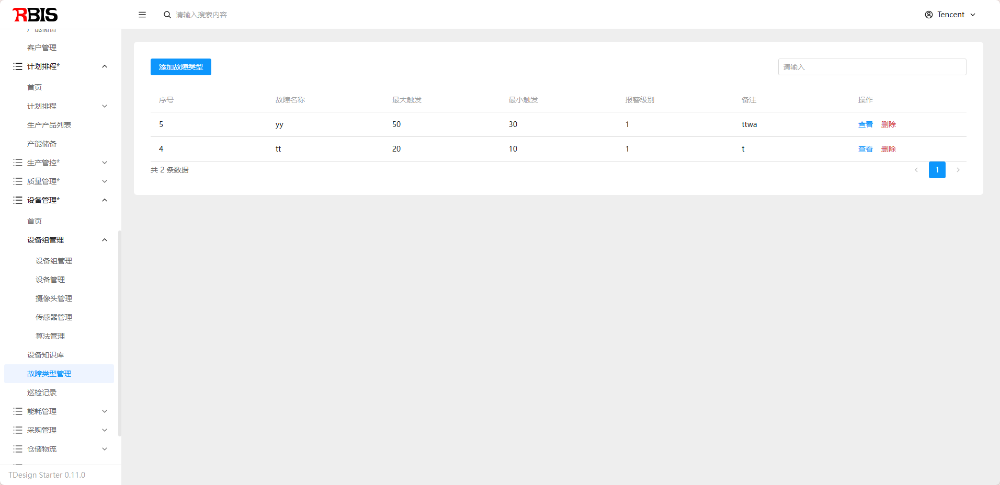 RBIS
请输入搜索内容
Tencent
产能储备
客户管理
计划排程*
首页
计划排程
生产产品列表
产能储备
生产管控*
质量管理*
设备管理*
首页
设备组管理
设备组管理
设备管理
摄像头管理
传感器管理
算法管理
设备知识库
故障类型管理
巡检记录
能耗管理
采购管理
仓储物流
TDesign Starter 0.11.0
添加故障类型
请输入
序号 故障名称 最大触发 最小触发 报警级别 备注 操作
5 yy 50 30 1 ttwa 查看 删除
4 tt 20 10 1 t 查看 删除
共 2 条数据
1